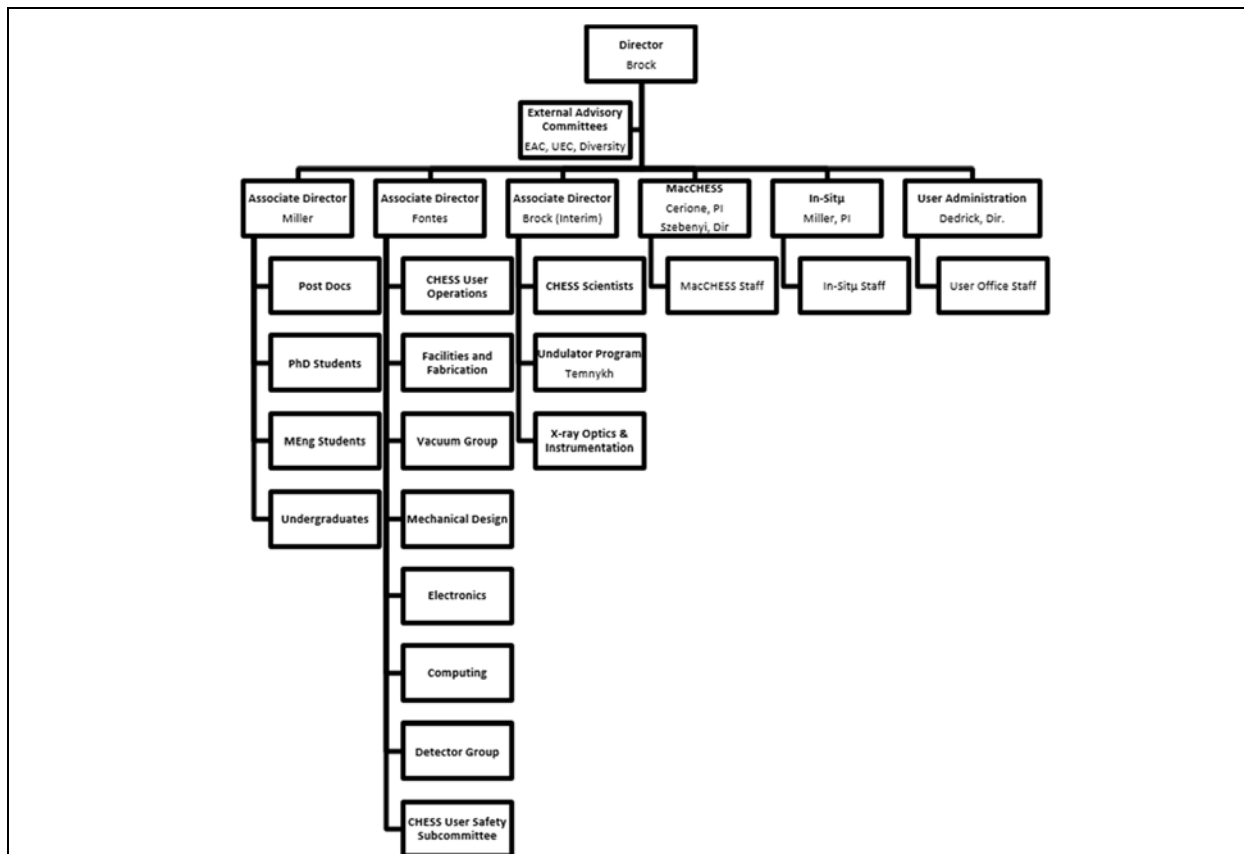 Director
Brock
External Advisory
Committees
EAC, UEC, Diversity
Associate Director
Miller
Associate Director
Fontes
Associate Director
Brock (Interim)
MacCHESS
Cerione, PI
Szebenyi, Dir
In-Sitµ
Miller, PI
User Administration
Dedrick, Dir.
Post Docs
PhD Students
MEng Students
Undergraduates
CHESS User
Operations
Facilities and
Fabrication
Vacuum Group
Mechanical Design
Electronics
Computing
Detector Group
CHESS User Safety
Subcommittee
CHESS Scientists
Undulator Program
Temnykh
X-ray Optics &
Instrumentation
MacCHESS Staff
In-Sitµ Staff
User Office Staff